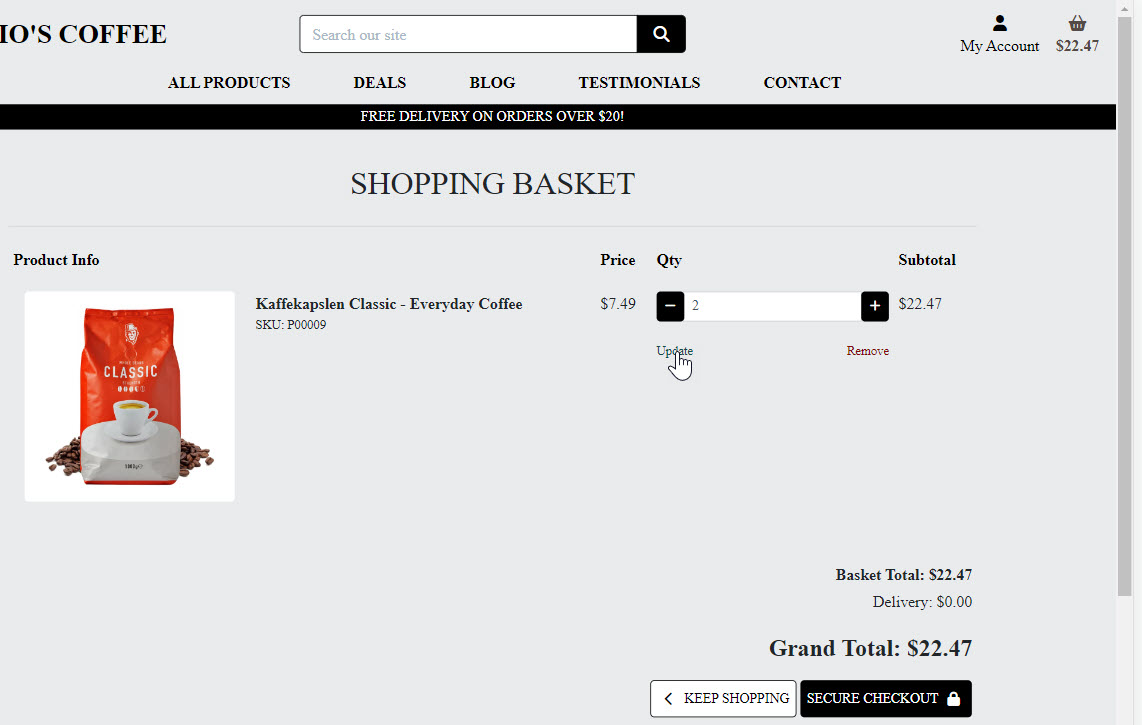 IO'S COFFEE
Search our site
My Account
$22.47
ALL PRODUCTS DEALS BLOG TESTIMONIALS CONTACT
FREE DELIVERY ON ORDERS OVER $20!
SHOPPING BASKET
Product Info Price Qty Subtotal
Kaffekapslen Classic - Everyday Coffee $7.49 2 $22.47
SKU: P00009
Update Remove
CLASSIC
Basket Total: $22.47
Delivery: $0.00
Grand Total: $22.47
KEEP SHOPPING SECURE CHECKOUT